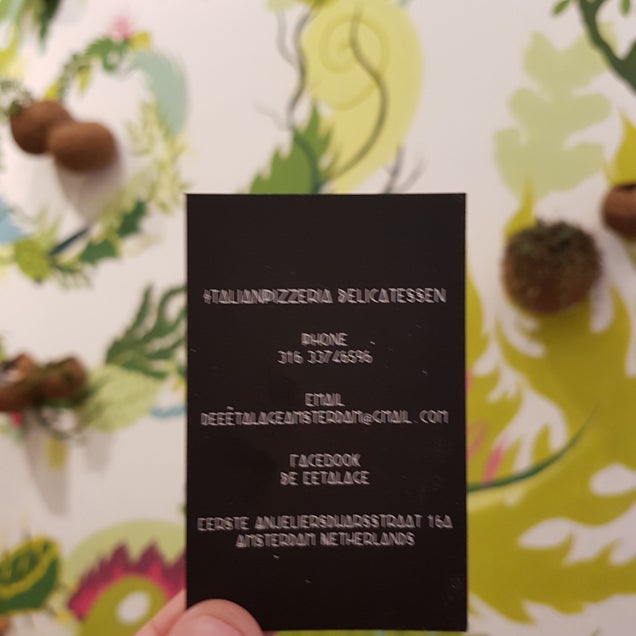 ITALIANPIZZERIA DELICATESSEN
PHONE
316 33746596
EMAIL
DEEETALAGEAMSTERDAM@GMAIL.COM
FACEBOOK
DE EETALAGE
EERSTE ANJELIERSDWARSSTRAAT 16A
AMSTERDAM NETHERLANDS